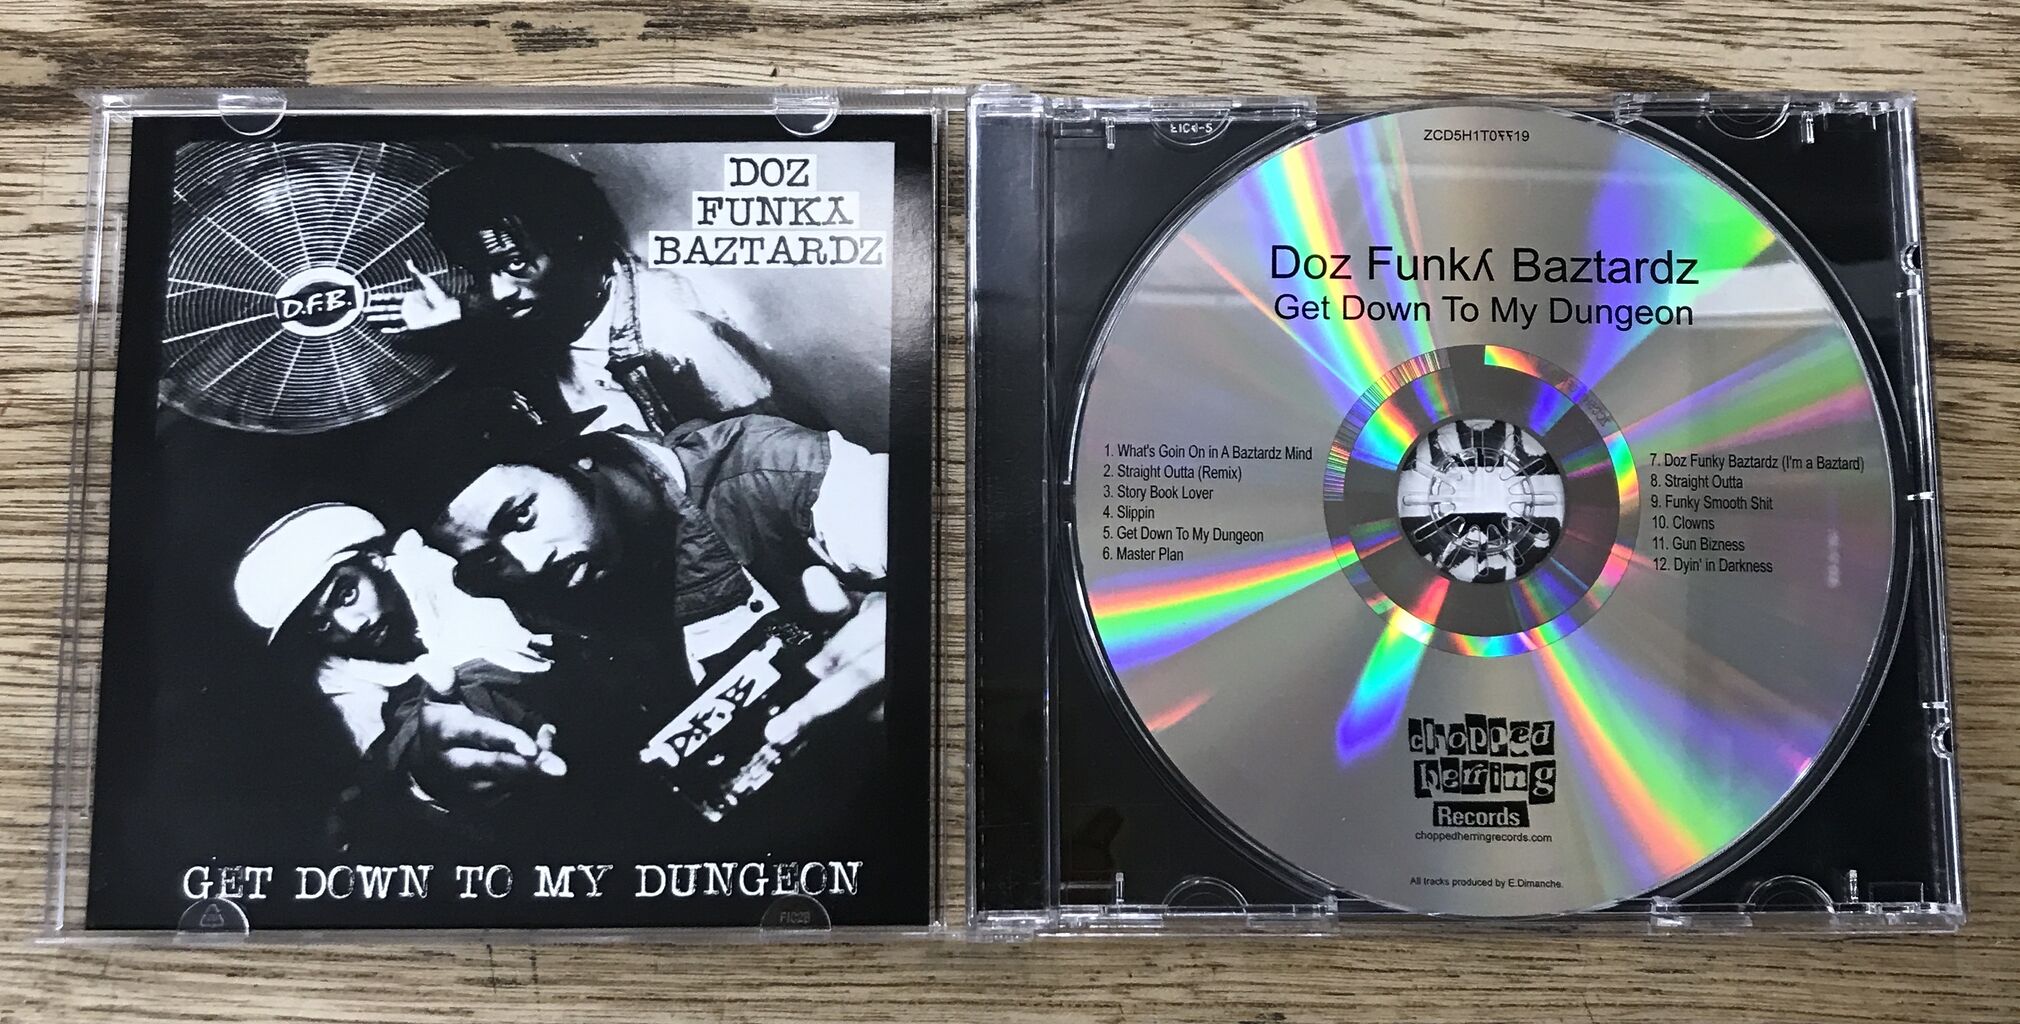 DOZ
FUNKʎ
BAZTARDZ
D.F.B.
D.F.BS.
GET DOWN TO MY DUNGEON
Doz Funkʎ Baztardz
Get Down To My Dungeon
1. What's Goin On in A Baztardz Mind
2. Straight Outta (Remix)
3. Story Book Lover
4. Slippin
5. Get Down To My Dungeon
6. Master Plan
7. Doz Funky Baztardz (I'm a Baztard)
8. Straight Outta
9. Funky Smooth Shit
10. Clowns
11. Gun Bizness
12. Dyin' in Darkness
chopped
herring
Records
choppedherringrecords.com
All tracks produced by E.Dimanche.